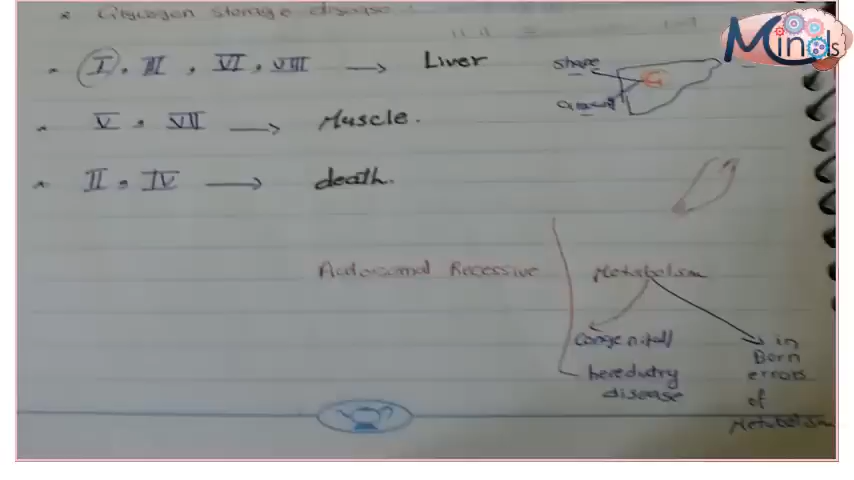 * Glycogen storage disease.
I, III, VI, VIII → Liver
V, VII → Muscle.
II, IV → death.
shape
amount
Autosomal Recessive
Metabolism
congenital
heredutry
disease
in
Born
errors
of
Metabolism
Minds